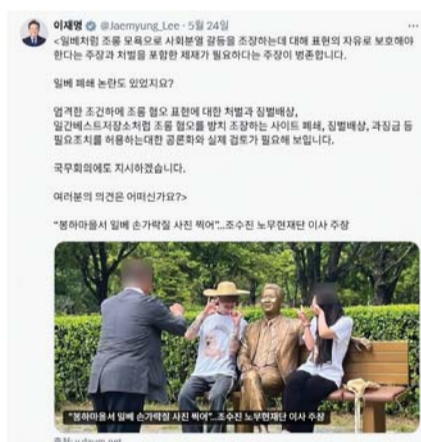 이재명 @Jaemyung_Lee · 5월 24일
<일베처럼 조롱 모욕으로 사회분열 갈등을 조장하는데 대해 표현의 자유로 보호해야
한다는 주장과 처벌을 포함한 제재가 필요하다는 주장이 병존합니다.
일베 폐쇄 논란도 있었지요?
엄격한 조건하에 조롱 혐오 표현에 대한 처벌과 징벌배상,
일간베스트저장소처럼 조롱 혐오를 방치 조장하는 사이트 폐쇄, 징벌배상, 과징금 등
필요조치를 허용하는대한 공론화와 실제 검토가 필요해 보입니다.
국무회의에도 지시하겠습니다.
여러분의 의견은 어떠신가요?>
"봉하마을서 일베 손가락질 사진 찍어"...조수진 노무현재단 이사 주장
"봉하마을서 일베 손가락질 사진 찍어"...조수진 노무현재단 이사 주장